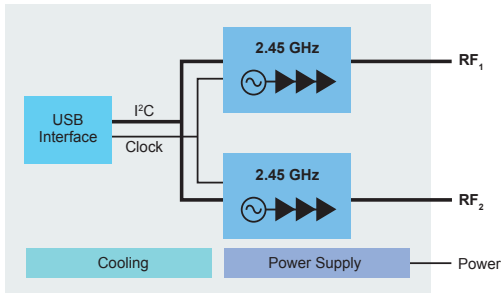 2.45 GHz
RF₁
USB
Interface
I²C
Clock
2.45 GHz
RF₂
Cooling
Power Supply
Power